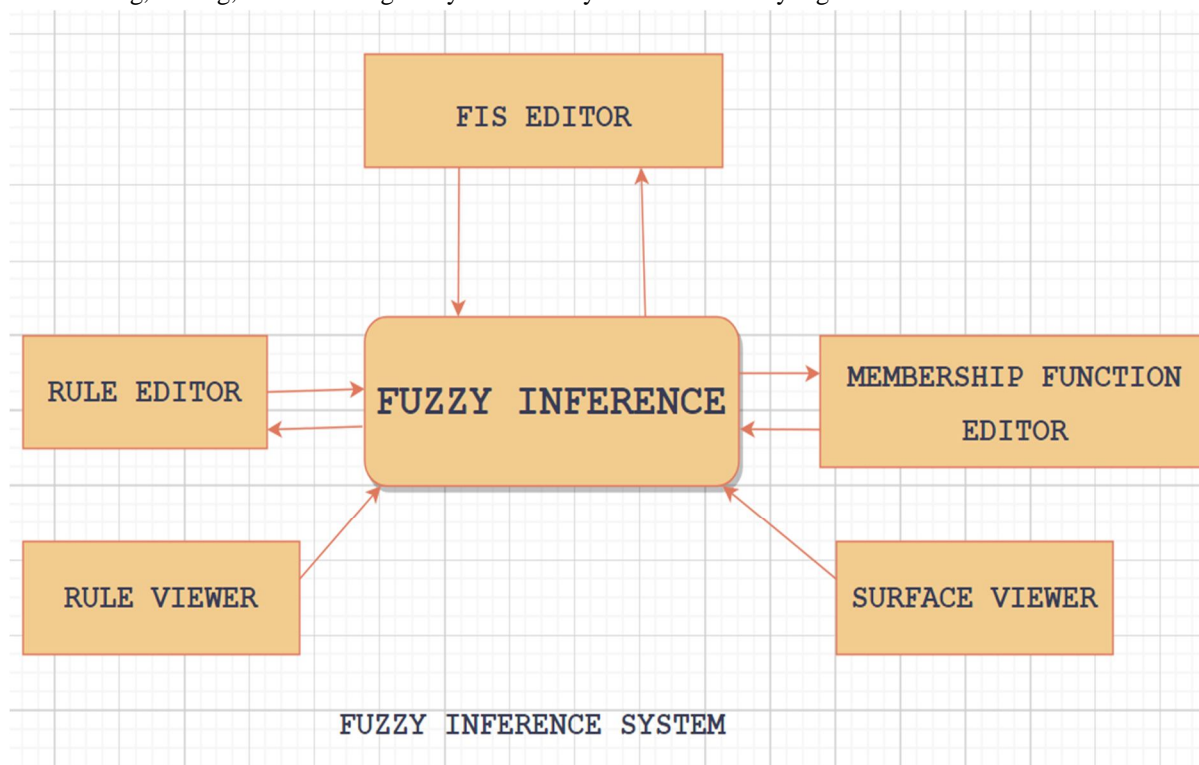 FIS EDITOR
RULE EDITOR
FUZZY INFERENCE
MEMBERSHIP FUNCTION
EDITOR
RULE VIEWER
SURFACE VIEWER
FUZZY INFERENCE SYSTEM